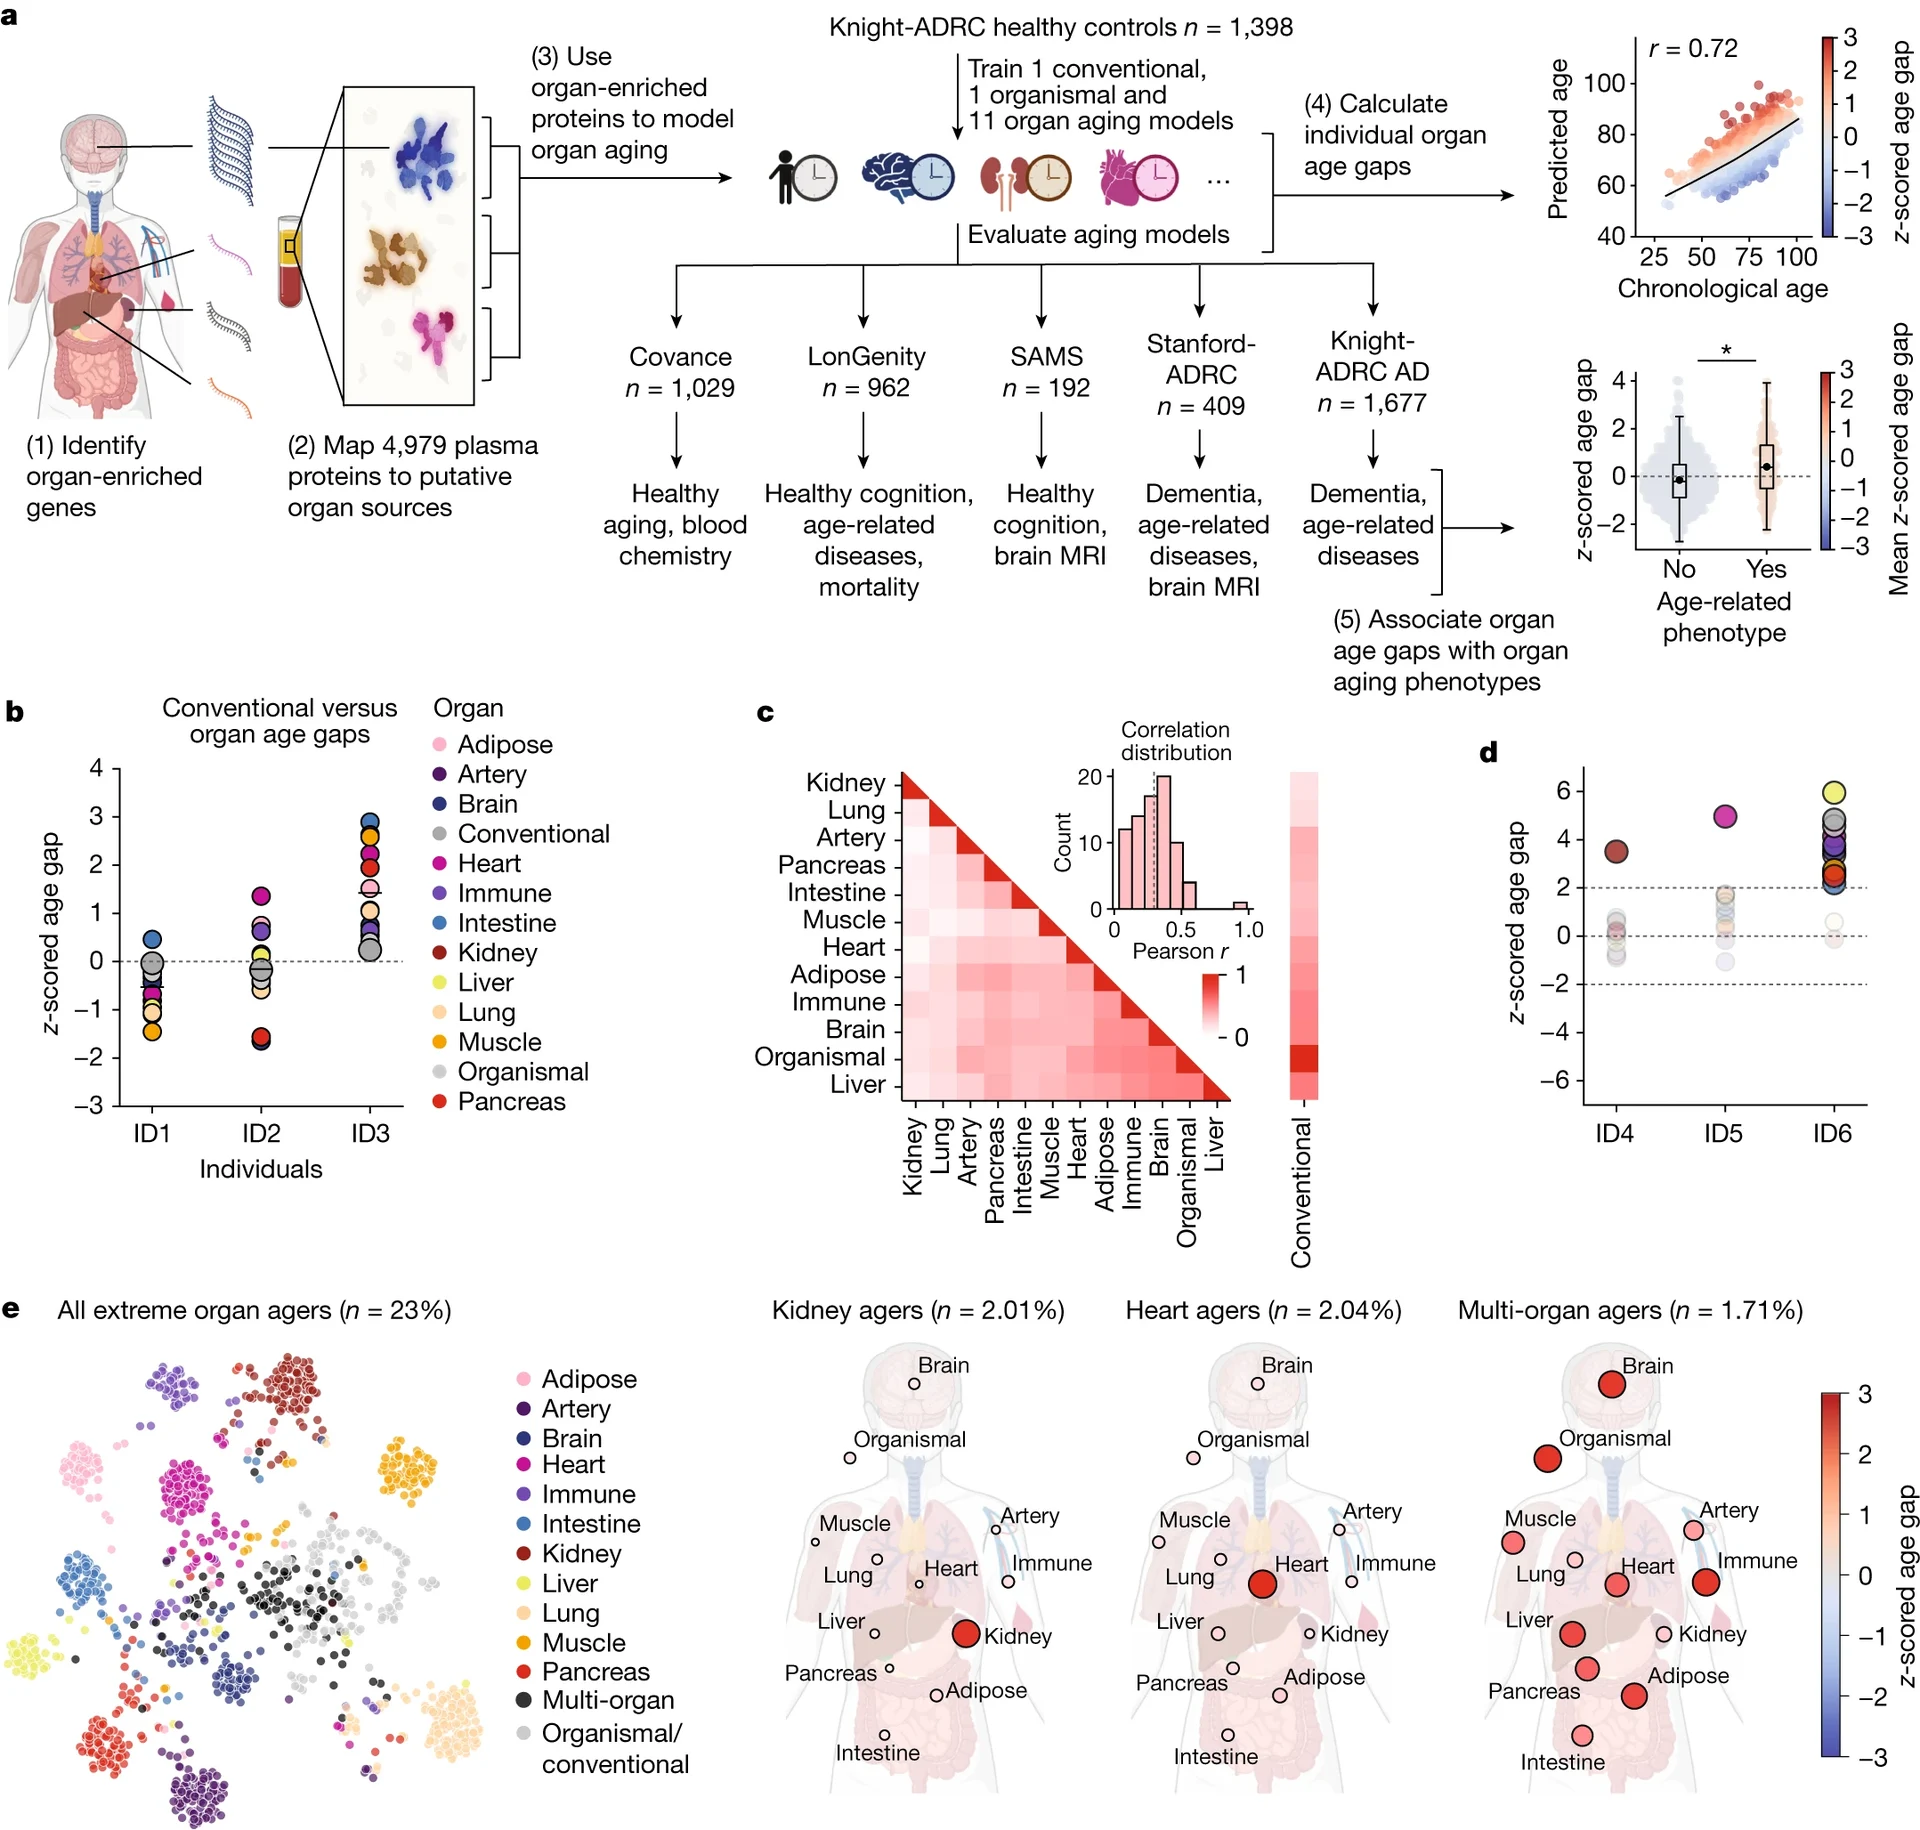 a
(1) Identify
organ-enriched
genes
(2) Map 4,979 plasma
proteins to putative
organ sources
(3) Use
organ-enriched
proteins to model
organ aging
Knight-ADRC healthy controls n = 1,398
Train 1 conventional,
1 organismal and
11 organ aging models
...
Evaluate aging models
(4) Calculate
individual organ
age gaps
Covance
n = 1,029
LonGenity
n = 962
SAMS
n = 192
Stanford-
ADRC
n = 409
Knight-
ADRC AD
n = 1,677
Healthy
aging, blood
chemistry
Healthy cognition,
age-related
diseases,
mortality
Healthy
cognition,
brain MRI
Dementia,
age-related
diseases,
brain MRI
Dementia,
age-related
diseases
(5) Associate organ
age gaps with organ
aging phenotypes
r = 0.72
Predicted age
100
80
60
40
25 50 75 100
Chronological age
3
2
1
0
−1
−2
−3
z-scored age gap
*
z-scored age gap
4
2
0
−2
No Yes
Age-related
phenotype
3
2
1
0
−1
−2
−3
Mean z-scored age gap
b
Conventional versus
organ age gaps
z-scored age gap
4
3
2
1
0
−1
−2
−3
ID1 ID2 ID3
Individuals
Organ
Adipose
Artery
Brain
Conventional
Heart
Immune
Intestine
Kidney
Liver
Lung
Muscle
Organismal
Pancreas
c
Kidney
Lung
Artery
Pancreas
Intestine
Muscle
Heart
Adipose
Immune
Brain
Organismal
Liver
Kidney
Lung
Artery
Pancreas
Intestine
Muscle
Heart
Adipose
Immune
Brain
Organismal
Liver
Correlation
distribution
Count
20
10
0
0 0.5 1.0
Pearson r
1
0
Conventional
d
z-scored age gap
6
4
2
0
−2
−4
−6
ID4 ID5 ID6
e
All extreme organ agers (n = 23%)
Adipose
Artery
Brain
Heart
Immune
Intestine
Kidney
Liver
Lung
Muscle
Pancreas
Multi-organ
Organismal/
conventional
Kidney agers (n = 2.01%)
Brain
Organismal
Artery
Muscle
Immune
Lung
Heart
Liver
Kidney
Pancreas
Adipose
Intestine
Heart agers (n = 2.04%)
Brain
Organismal
Artery
Muscle
Immune
Lung
Heart
Liver
Kidney
Pancreas
Adipose
Intestine
Multi-organ agers (n = 1.71%)
Brain
Organismal
Artery
Muscle
Immune
Lung
Heart
Liver
Kidney
Pancreas
Adipose
Intestine
3
2
1
0
−1
−2
−3
z-scored age gap